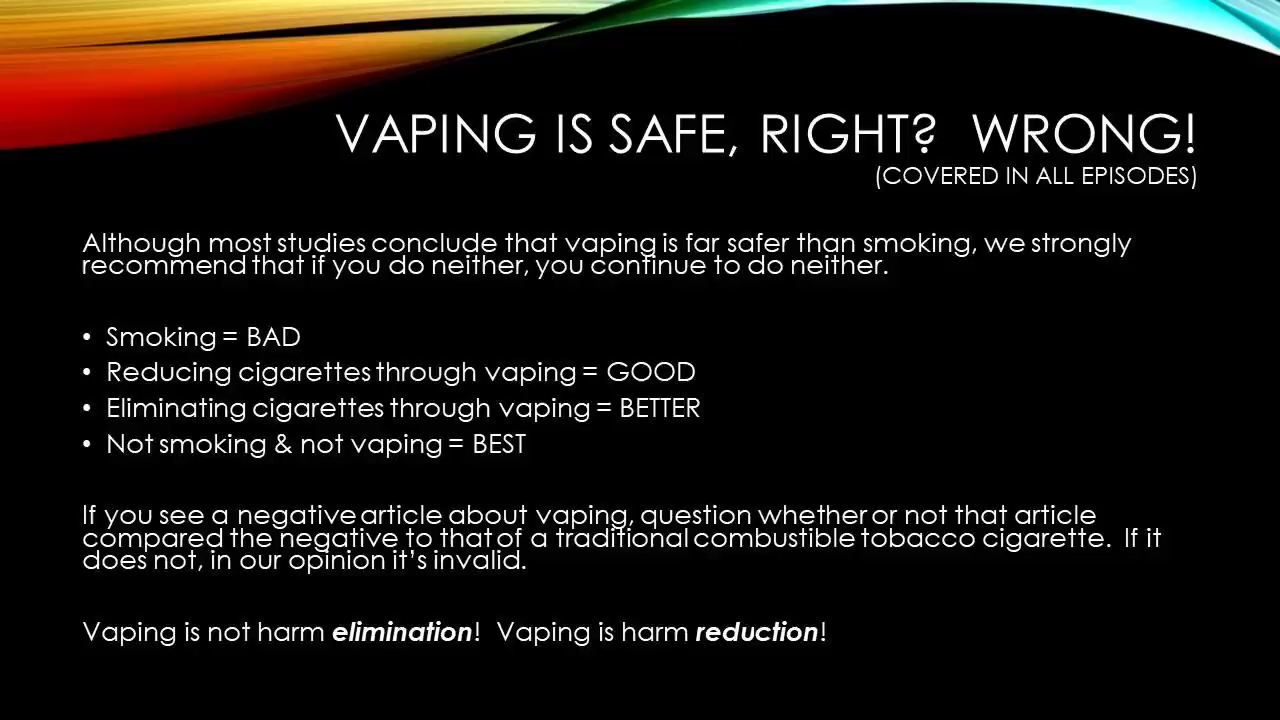 VAPING IS SAFE, RIGHT?  WRONG!
(COVERED IN ALL EPISODES)
Although most studies conclude that vaping is far safer than smoking, we strongly
recommend that if you do neither, you continue to do neither.
• Smoking = BAD
• Reducing cigarettes through vaping = GOOD
• Eliminating cigarettes through vaping = BETTER
• Not smoking & not vaping = BEST
If you see a negative article about vaping, question whether or not that article
compared the negative to that of a traditional combustible tobacco cigarette.  If it
does not, in our opinion it’s invalid.
Vaping is not harm elimination!  Vaping is harm reduction!